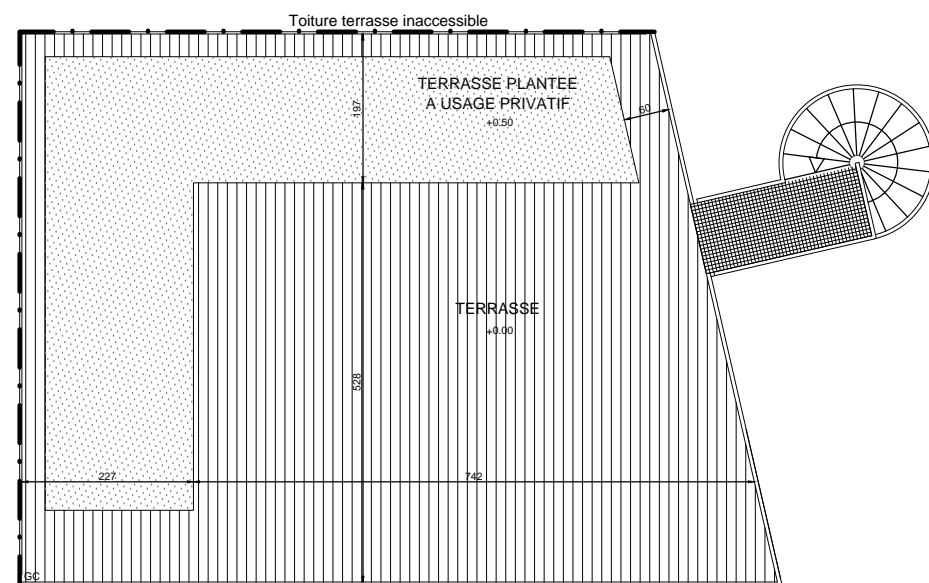 Toiture terrasse inaccessible
TERRASSE PLANTEE
A USAGE PRIVATIF
+0.50
197
60
TERRASSE
+0.00
528
227
742
GC